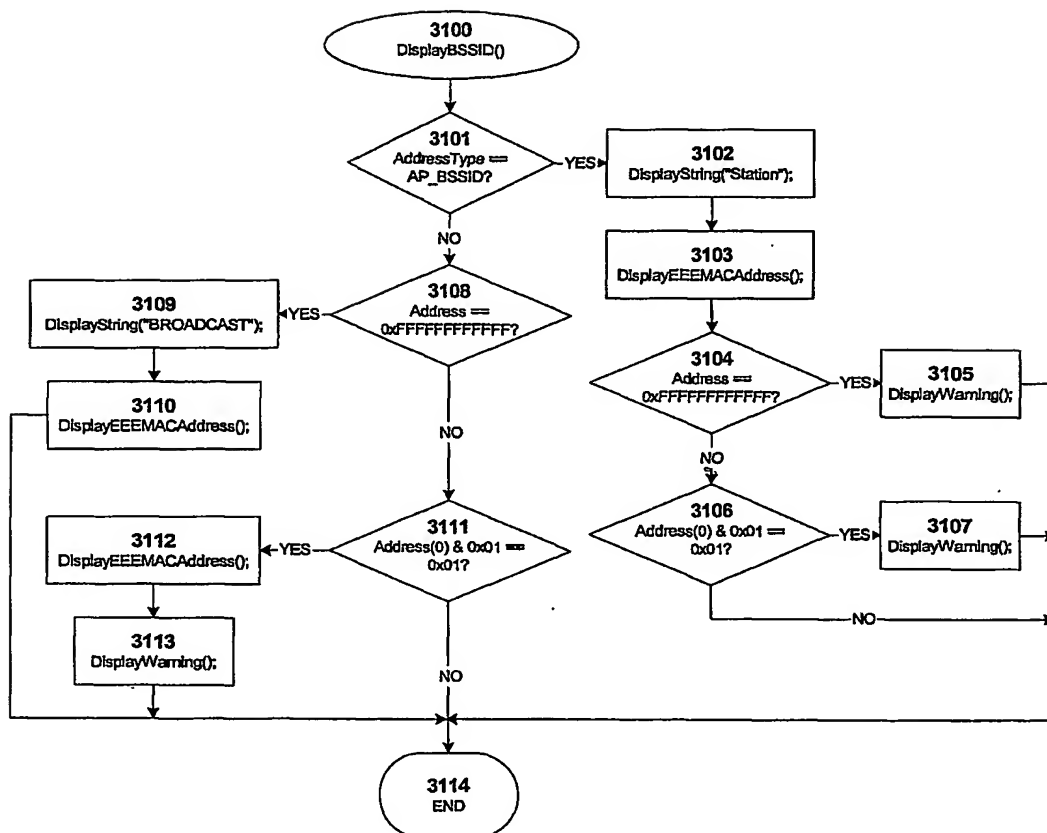 3100
DisplayBSSID()
3101
AddressType ==
AP_BSSID?
YES
3102
DisplayString("Station");
NO
3103
DisplayEEEMACAddress();
3108
Address ==
0xFFFFFFFFFFFF?
YES
3109
DisplayString("BROADCAST");
3104
Address ==
0xFFFFFFFFFFFF?
YES
3105
DisplayWarning();
3110
DisplayEEEMACAddress();
NO
NO
3111
Address(0) & 0x01 ==
0x01?
YES
3112
DisplayEEEMACAddress();
3106
Address(0) & 0x01 ==
0x01?
YES
3107
DisplayWarning();
NO
3113
DisplayWarning();
NO
3114
END